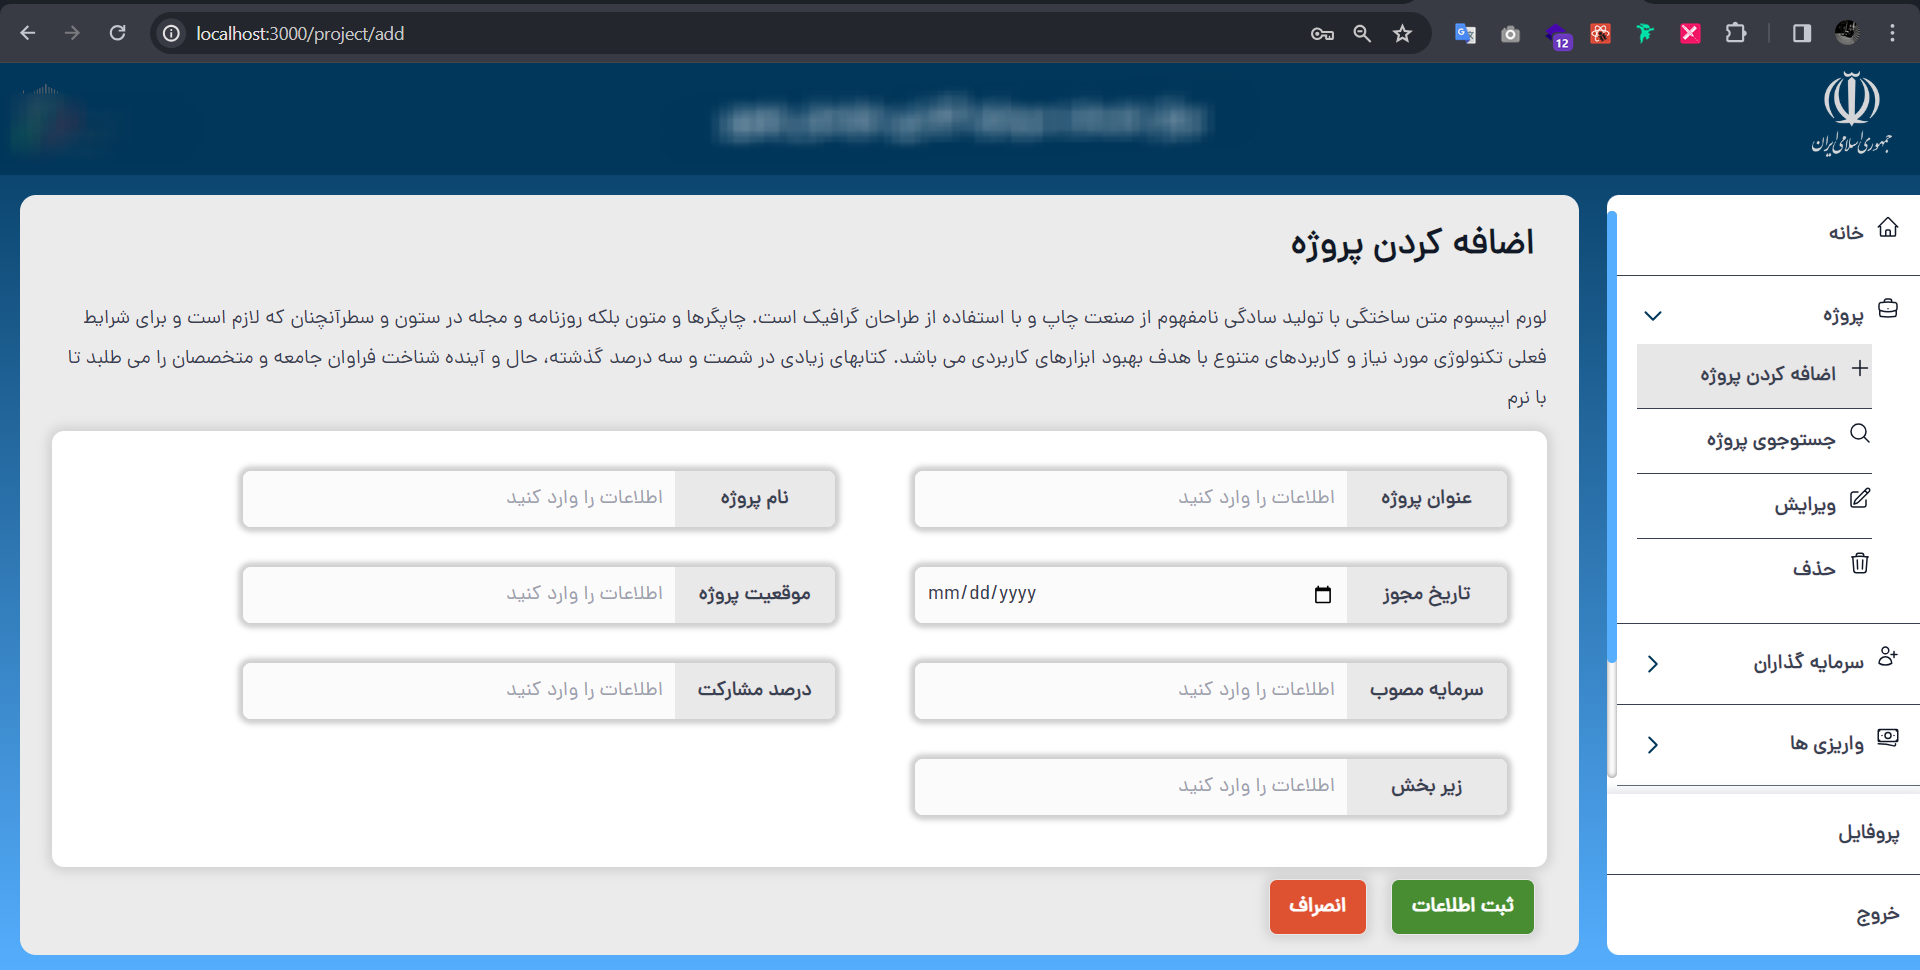 localhost:3000/project/add
12
جمهوری اسلامی ایران
خانه
پروژه
اضافه کردن پروژه
جستوجوی پروژه
ویرایش
حذف
سرمایه گذاران
واریزی ها
پروفایل
خروج
اضافه کردن پروژه
لورم ایپسوم متن ساختگی با تولید سادگی نامفهوم از صنعت چاپ و با استفاده از طراحان گرافیک است. چاپگرها و متون بلکه روزنامه و مجله در ستون و سطرآنچنان که لازم است و برای شرایط
فعلی تکنولوژی مورد نیاز و کاربردهای متنوع با هدف بهبود ابزارهای کاربردی می باشد. کتابهای زیادی در شصت و سه درصد گذشته، حال و آینده شناخت فراوان جامعه و متخصصان را می طلبد تا
با نرم
عنوان پروژه اطلاعات را وارد کنید
نام پروژه اطلاعات را وارد کنید
تاریخ مجوز mm/dd/yyyy
موقعیت پروژه اطلاعات را وارد کنید
سرمایه مصوب اطلاعات را وارد کنید
درصد مشارکت اطلاعات را وارد کنید
زیر بخش اطلاعات را وارد کنید
ثبت اطلاعات
انصراف